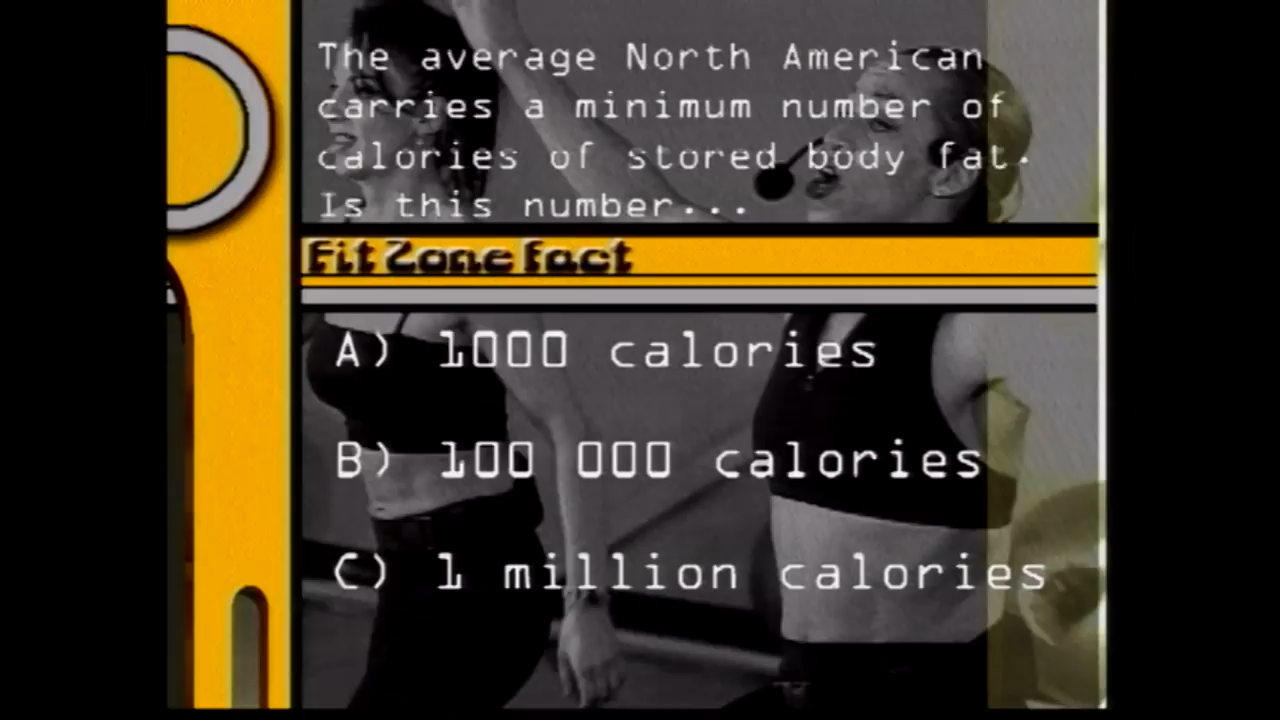 The average North American
carries a minimum number of
calories of stored body fat.
Is this number...
Fit Zone Fact
A) 1000 calories
B) 100 000 calories
C) 1 million calories